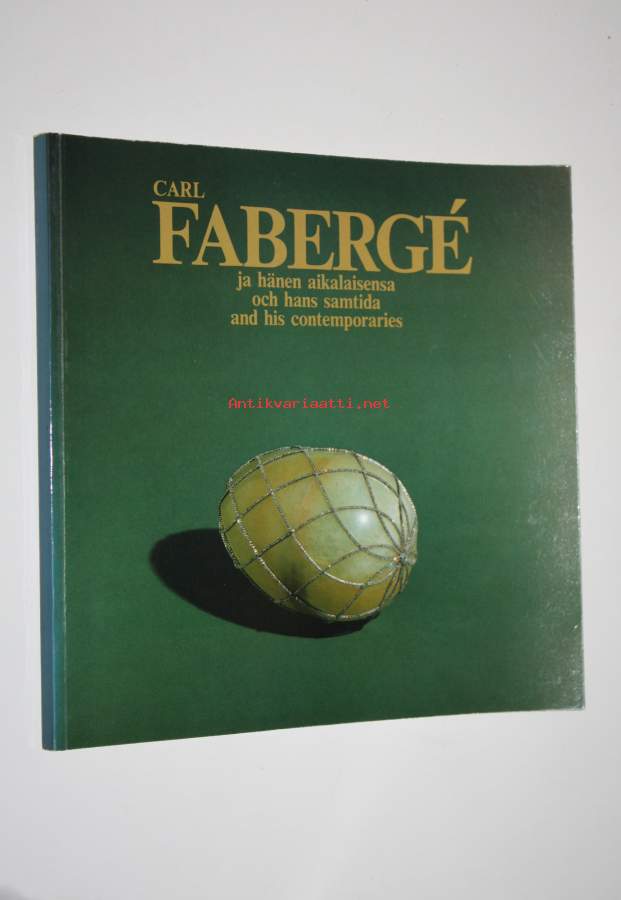 CARL
FABERGÉ
ja hänen aikalaisensa
och hans samtida
and his contemporaries
Antikvariaatti.net